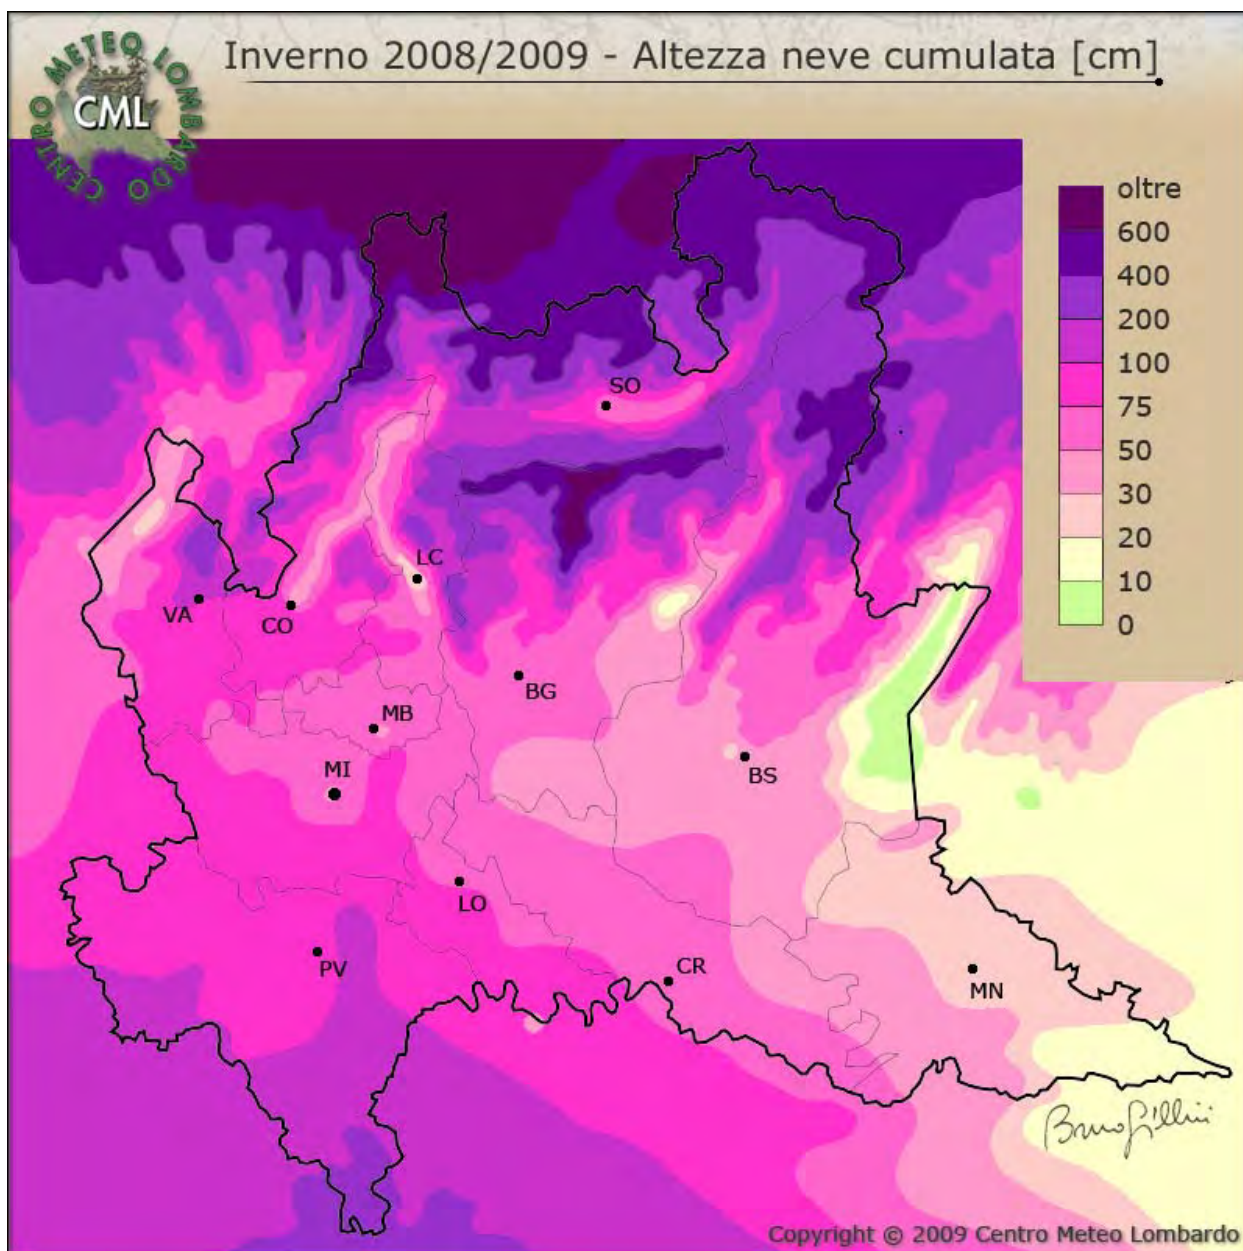 Inverno 2008/2009 - Altezza neve cumulata [cm]
CENTRO METEO LOMBARDO
CML
oltre
600
400
200
100
75
50
30
20
10
0
SO
LC
VA
CO
BG
MB
MI
BS
LO
PV
CR
MN
Bruno Gillini
Copyright © 2009 Centro Meteo Lombardo